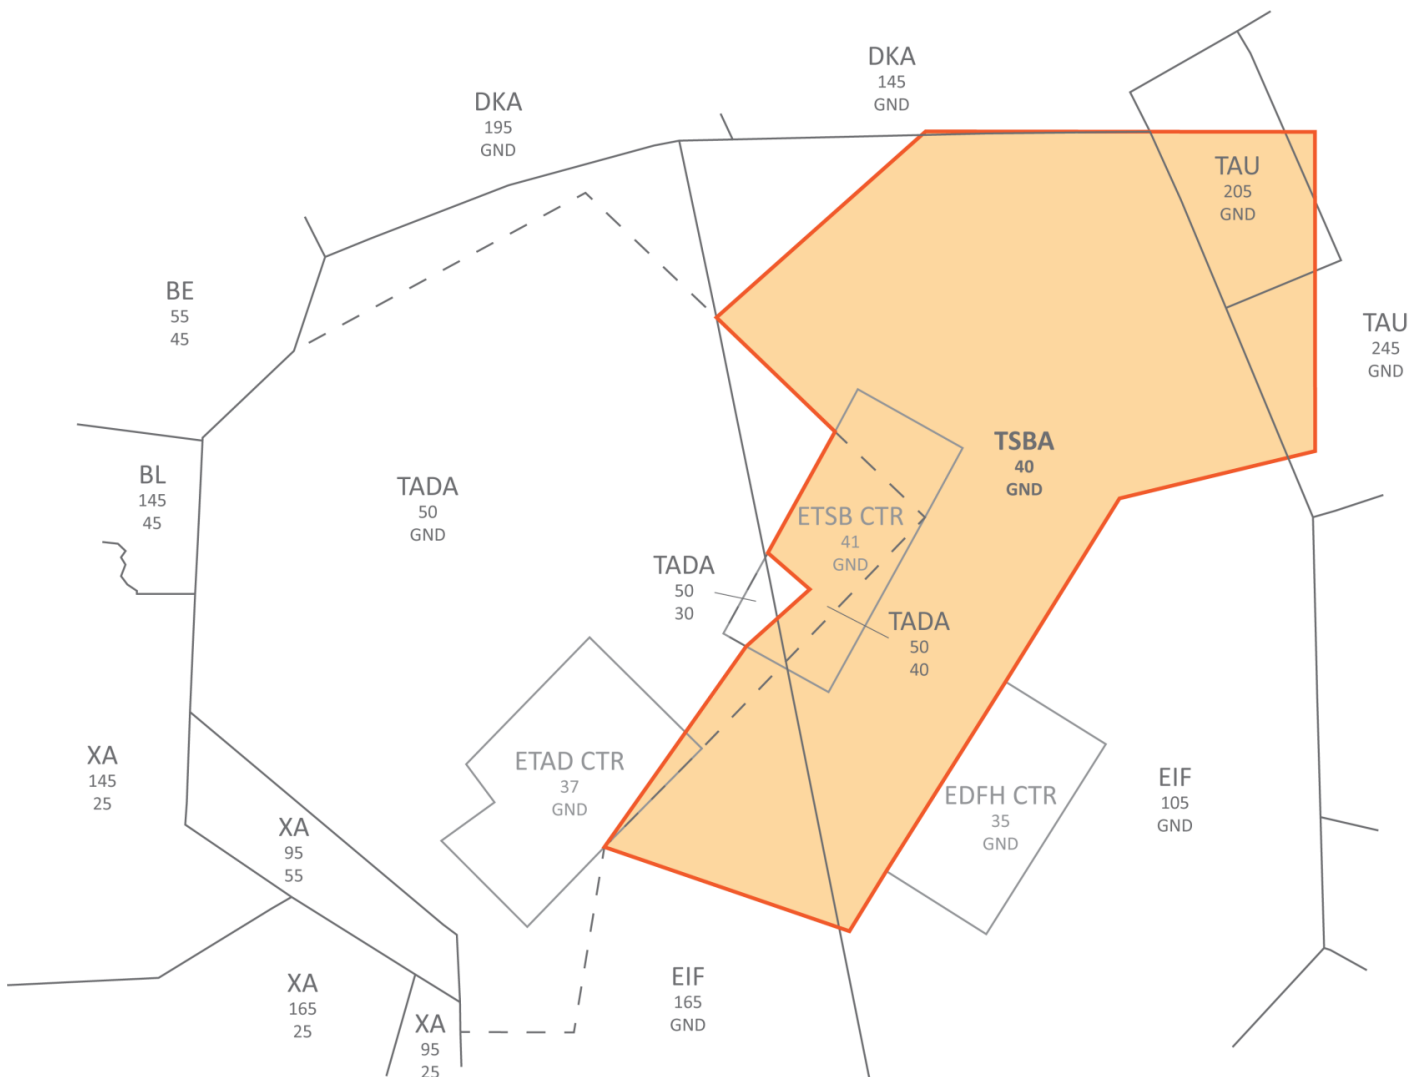 DKA
145
GND
DKA
195
GND
TAU
205
GND
BE
55
45
TAU
245
GND
TSBA
40
GND
BL
145
45
TADA
50
GND
ETSB CTR
41
GND
TADA
50
30
TADA
50
40
XA
145
25
ETAD CTR
37
GND
EDFH CTR
35
GND
EIF
105
GND
XA
95
55
XA
165
25
EIF
165
GND
XA
95
25